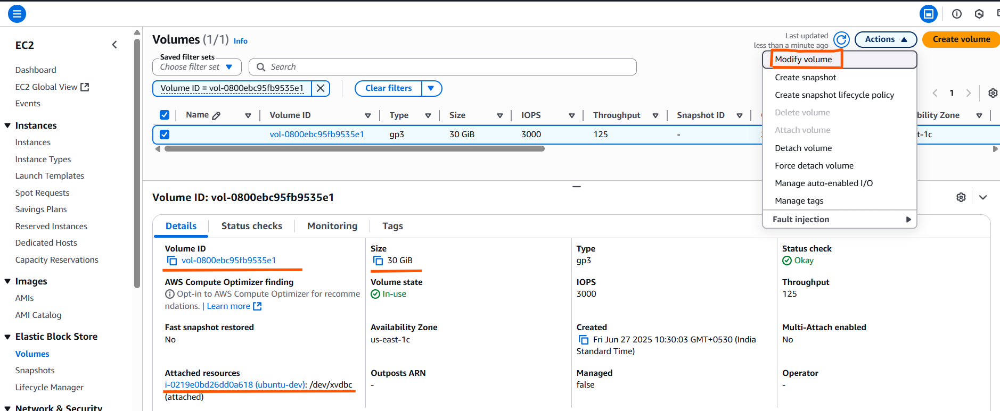 EC2
Dashboard
EC2 Global View
Events
Instances
Instances
Instance Types
Launch Templates
Spot Requests
Savings Plans
Reserved Instances
Dedicated Hosts
Capacity Reservations
Images
AMIs
AMI Catalog
Elastic Block Store
Volumes
Snapshots
Lifecycle Manager
Network & Security
Volumes (1/1) Info
Last updated
less than a minute ago
Actions
Create volume
Saved filter sets
Choose filter set
Search
Volume ID = vol-0800ebc95fb9535e1
Clear filters
1
Name Volume ID Type Size IOPS Throughput Snapshot ID bility Zone
vol-0800ebc95fb9535e1 gp3 30 GiB 3000 125 - t-1c
Modify volume
Create snapshot
Create snapshot lifecycle policy
Delete volume
Attach volume
Detach volume
Force detach volume
Manage auto-enabled I/O
Manage tags
Fault injection
Volume ID: vol-0800ebc95fb9535e1
Details Status checks Monitoring Tags
Volume ID
vol-0800ebc95fb9535e1
Size
30 GiB
Type
gp3
Status check
Okay
AWS Compute Optimizer finding
Opt-in to AWS Compute Optimizer for recomme
ndations. | Learn more
Volume state
In-use
IOPS
3000
Throughput
125
Fast snapshot restored
No
Availability Zone
us-east-1c
Created
Fri Jun 27 2025 10:30:03 GMT+0530 (India
Standard Time)
Multi-Attach enabled
No
Attached resources
i-0219e0bd26dd0a618 (ubuntu-dev): /dev/xvdbc
(attached)
Outposts ARN
-
Managed
false
Operator
-